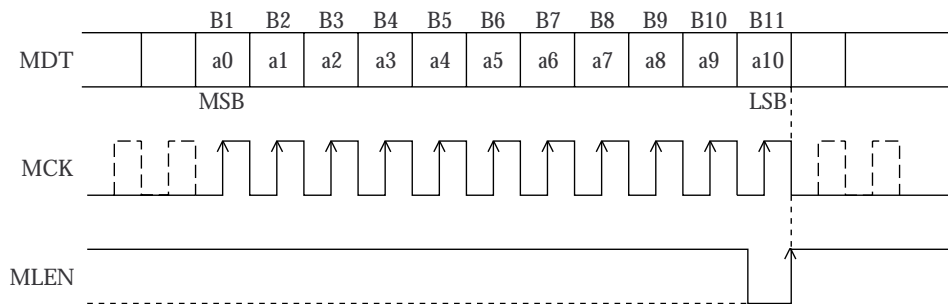 B1 B2 B3 B4 B5 B6 B7 B8 B9 B10 B11
MDT a0 a1 a2 a3 a4 a5 a6 a7 a8 a9 a10
MSB LSB
MCK
MLEN